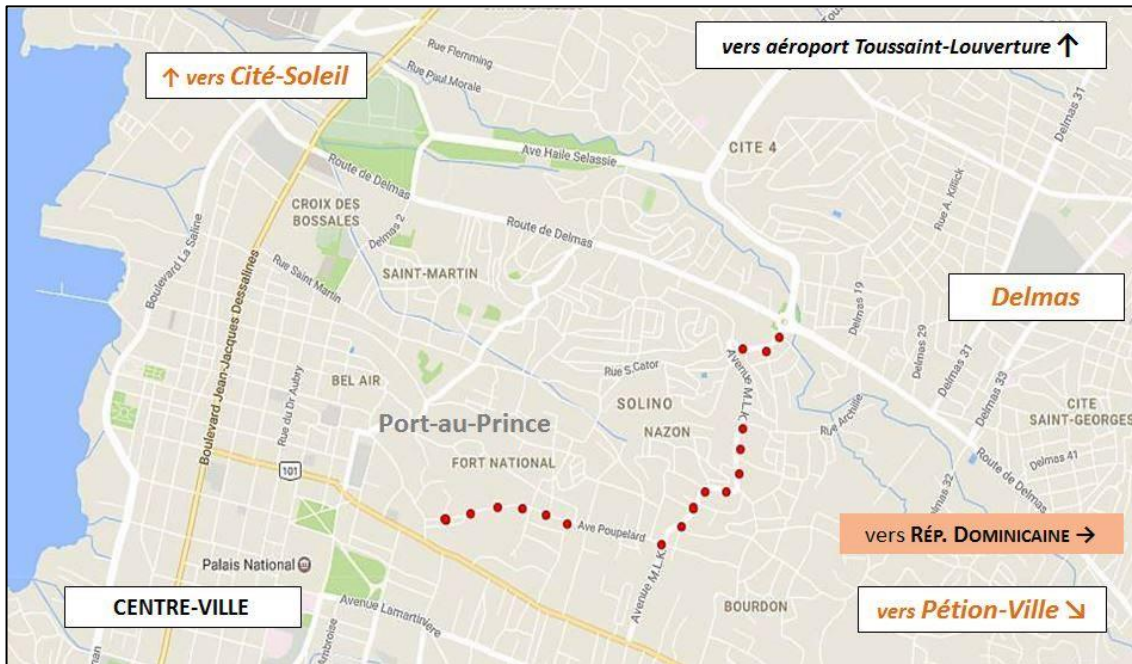 CHANCERELLES
Rue Flemming
vers aéroport Toussaint-Louverture ↑
↑ vers Cité-Soleil
Rue Paul Morale
Delmas 31
CITE 4
Ave Haile Selassie
Route de Delmas
Rue A. Killick
CROIX DES
BOSSALES
Delmas 2
Route de Delmas
Boulevard La Saline
Rue Saint Martin
SAINT-MARTIN
Delmas
Delmas 19
Boulevard Jean-Jacques Dessalines
Delmas 29
Delmas 31
Avenue M.L.K.
Rue S.Cator
Delmas 33
BEL AIR
Rue du Dr Aubry
SOLINO
Rue Archille
CITE
SAINT-GEORGES
Port-au-Prince
NAZON
FORT NATIONAL
Delmas 41
101
Route de Delmas
Delmas 32
Ave Poupelard
vers RÉP. DOMINICAINE →
Palais National
Avenue M.L.K.
CENTRE-VILLE
BOURDON
vers Pétion-Ville ↘
Avenue Lamartiniere